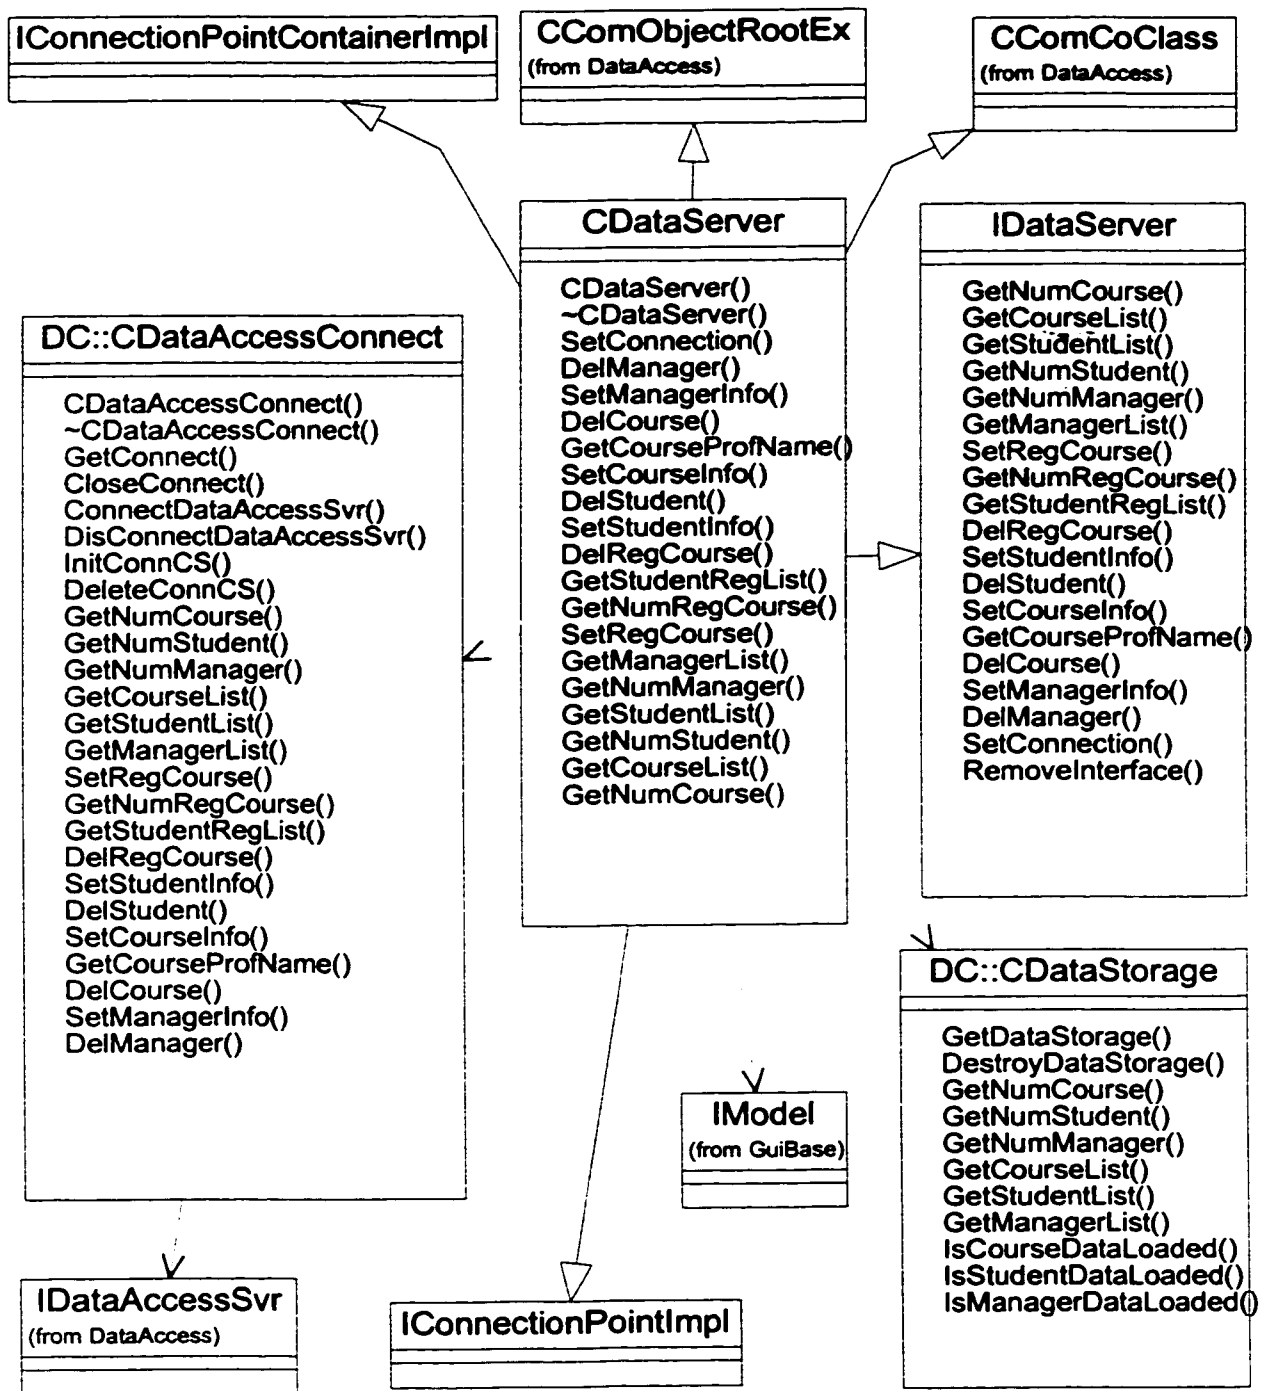 IConnectionPointContainerImpl
CComObjectRootEx
(from DataAccess)
CComCoClass
(from DataAccess)
CDataServer
CDataServer()
~CDataServer()
SetConnection()
DelManager()
SetManagerInfo()
DelCourse()
GetCourseProfName()
SetCourseInfo()
DelStudent()
SetStudentInfo()
DelRegCourse()
GetStudentRegList()
GetNumRegCourse()
SetRegCourse()
GetManagerList()
GetNumManager()
GetStudentList()
GetNumStudent()
GetCourseList()
GetNumCourse()
IDataServer
GetNumCourse()
GetCourseList()
GetStudentList()
GetNumStudent()
GetNumManager()
GetManagerList()
SetRegCourse()
GetNumRegCourse()
GetStudentRegList()
DelRegCourse()
SetStudentInfo()
DelStudent()
SetCourseInfo()
GetCourseProfName()
DelCourse()
SetManagerInfo()
DelManager()
SetConnection()
RemoveInterface()
DC::CDataAccessConnect
CDataAccessConnect()
~CDataAccessConnect()
GetConnect()
CloseConnect()
ConnectDataAccessSvr()
DisConnectDataAccessSvr()
InitConnCS()
DeleteConnCS()
GetNumCourse()
GetNumStudent()
GetNumManager()
GetCourseList()
GetStudentList()
GetManagerList()
SetRegCourse()
GetNumRegCourse()
GetStudentRegList()
DelRegCourse()
SetStudentInfo()
DelStudent()
SetCourseInfo()
GetCourseProfName()
DelCourse()
SetManagerInfo()
DelManager()
DC::CDataStorage
GetDataStorage()
DestroyDataStorage()
GetNumCourse()
GetNumStudent()
GetNumManager()
GetCourseList()
GetStudentList()
GetManagerList()
IsCourseDataLoaded()
IsStudentDataLoaded()
IsManagerDataLoaded()
IModel
(from GuiBase)
IDataAccessSvr
(from DataAccess)
IConnectionPointImpl